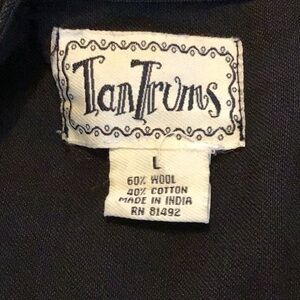 TanTrums
L
60% WOOL
40% COTTON
MADE IN INDIA
RN 81492